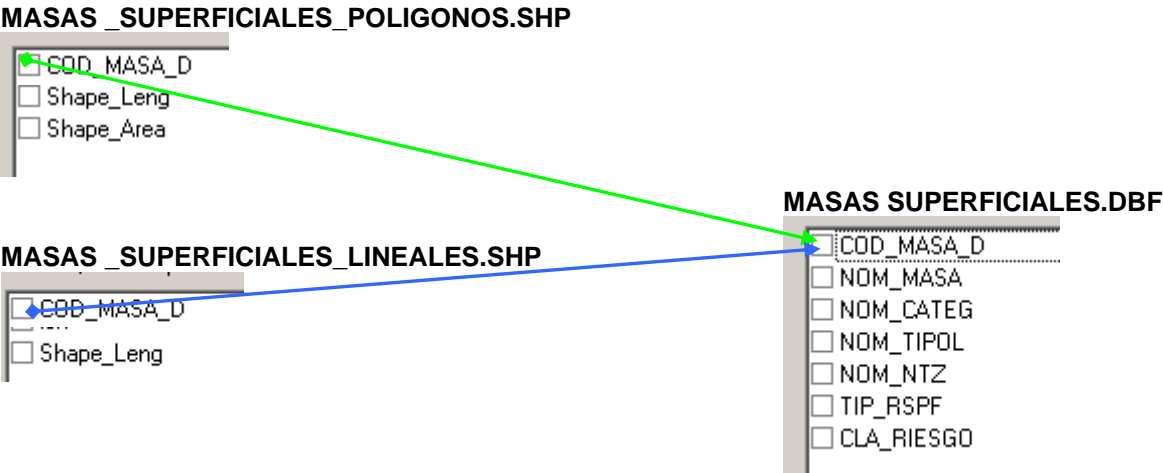 MASAS _SUPERFICIALES_POLIGONOS.SHP
COD_MASA_D
Shape_Leng
Shape_Area
MASAS SUPERFICIALES.DBF
COD_MASA_D
NOM_MASA
NOM_CATEG
NOM_TIPOL
NOM_NTZ
TIP_RSPF
CLA_RIESGO
MASAS _SUPERFICIALES_LINEALES.SHP
COD_MASA_D
Shape_Leng